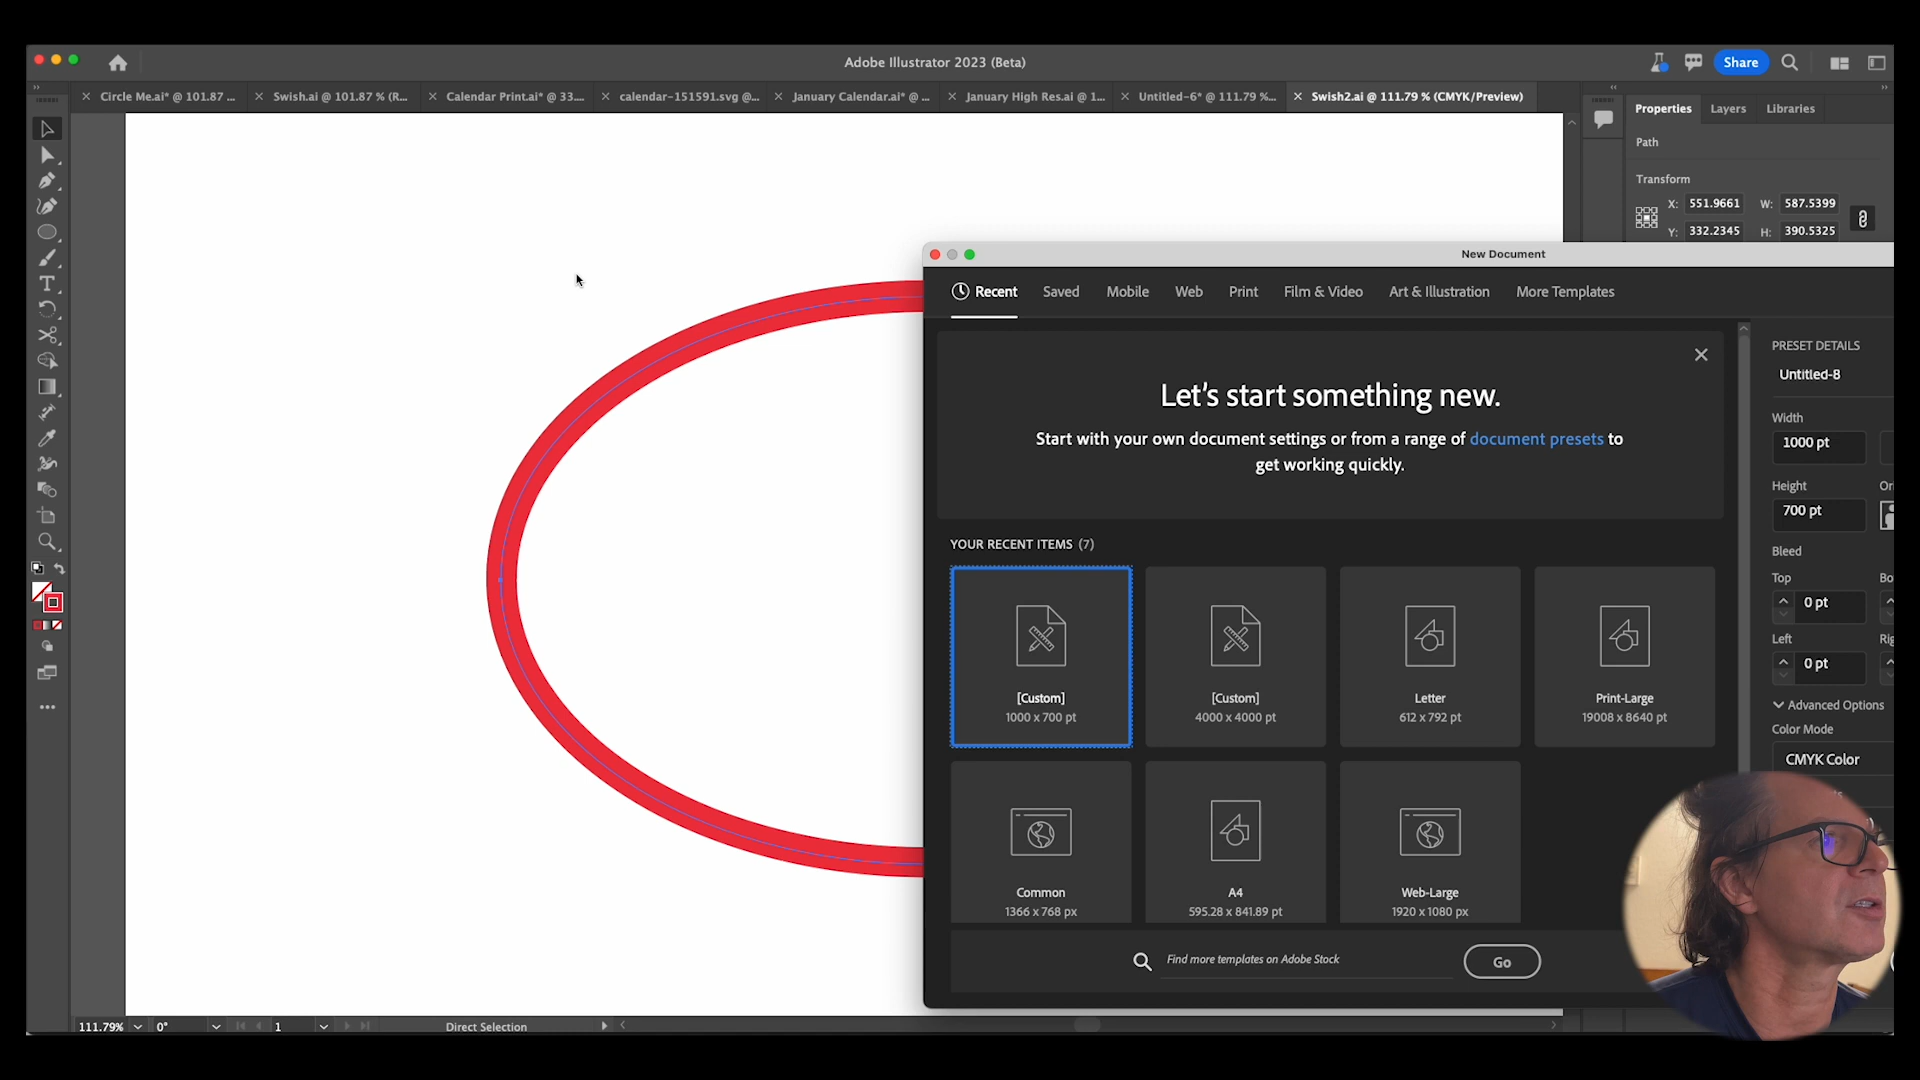 Adobe Illustrator 2023 (Beta)
Share
Circle Me.ai* @ 101.87 ...
Swish.ai @ 101.87 % (R...
Calendar Print.ai* @ 33....
calendar-151591.svg @...
January Calendar.ai* @ ...
January High Res.ai @ 1...
Untitled-6* @ 111.79 %...
Swish2.ai @ 111.79 % (CMYK/Preview)
Properties
Layers
Libraries
Path
Transform
X: 551.9661 W: 587.5399
Y: 332.2345 H: 390.5325
New Document
Recent
Saved
Mobile
Web
Print
Film & Video
Art & Illustration
More Templates
Let's start something new.
Start with your own document settings or from a range of document presets to
get working quickly.
YOUR RECENT ITEMS (7)
[Custom]
1000 x 700 pt
[Custom]
4000 x 4000 pt
Letter
612 x 792 pt
Print-Large
19008 x 8640 pt
Common
1366 x 768 px
A4
595.28 x 841.89 pt
Web-Large
1920 x 1080 px
Find more templates on Adobe Stock
Go
PRESET DETAILS
Untitled-8
Width
1000 pt
Height
700 pt
Bleed
Top
0 pt
Left
0 pt
Advanced Options
Color Mode
CMYK Color
111.79%
0°
1
Direct Selection